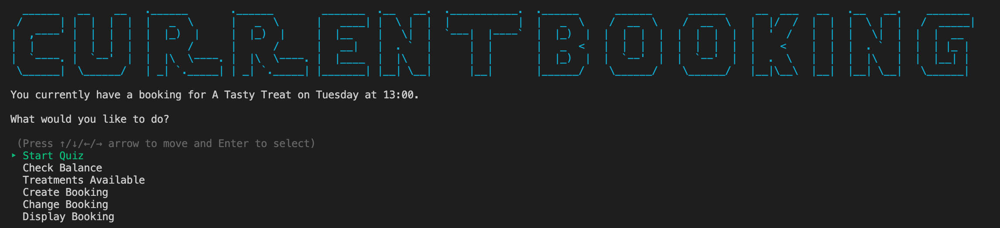 CURRENT BOOKING
You currently have a booking for A Tasty Treat on Tuesday at 13:00.
What would you like to do?
(Press ↑/↓/←/→ arrow to move and Enter to select)
‣ Start Quiz
Check Balance
Treatments Available
Create Booking
Change Booking
Display Booking